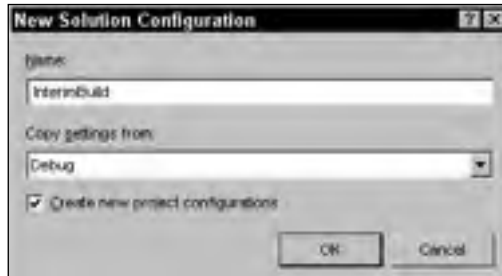 New Solution Configuration
Name:
InterimBuild
Copy settings from:
Debug
Create new project configurations
OK Cancel